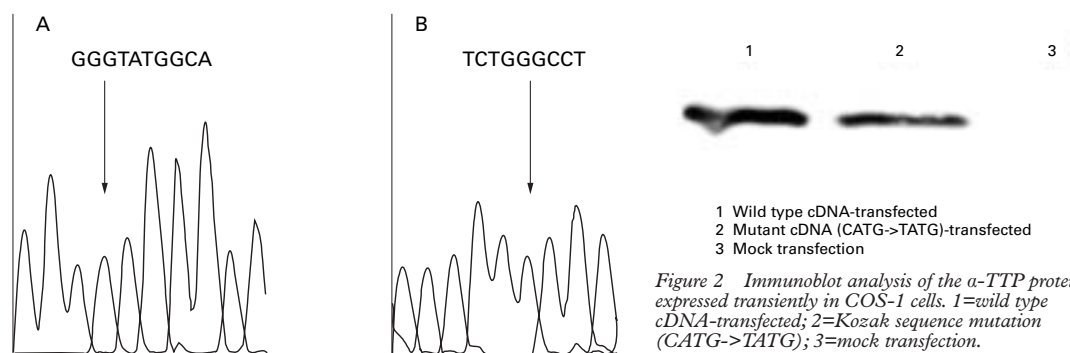 A
GGGTATGGCA
B
TCTGGGCCT
1 2 3
1 Wild type cDNA-transfected
2 Mutant cDNA (CATG->TATG)-transfected
3 Mock transfection
Figure 2 Immunoblot analysis of the α-TTP protein
expressed transiently in COS-1 cells. 1=wild type
cDNA-transfected; 2=Kozak sequence mutation
(CATG->TATG); 3=mock transfection.